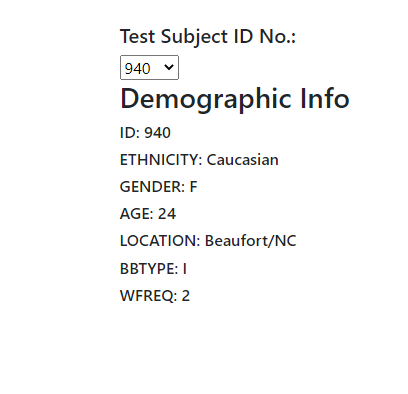 Test Subject ID No.:
940
Demographic Info
ID: 940
ETHNICITY: Caucasian
GENDER: F
AGE: 24
LOCATION: Beaufort/NC
BBTYPE: I
WFREQ: 2